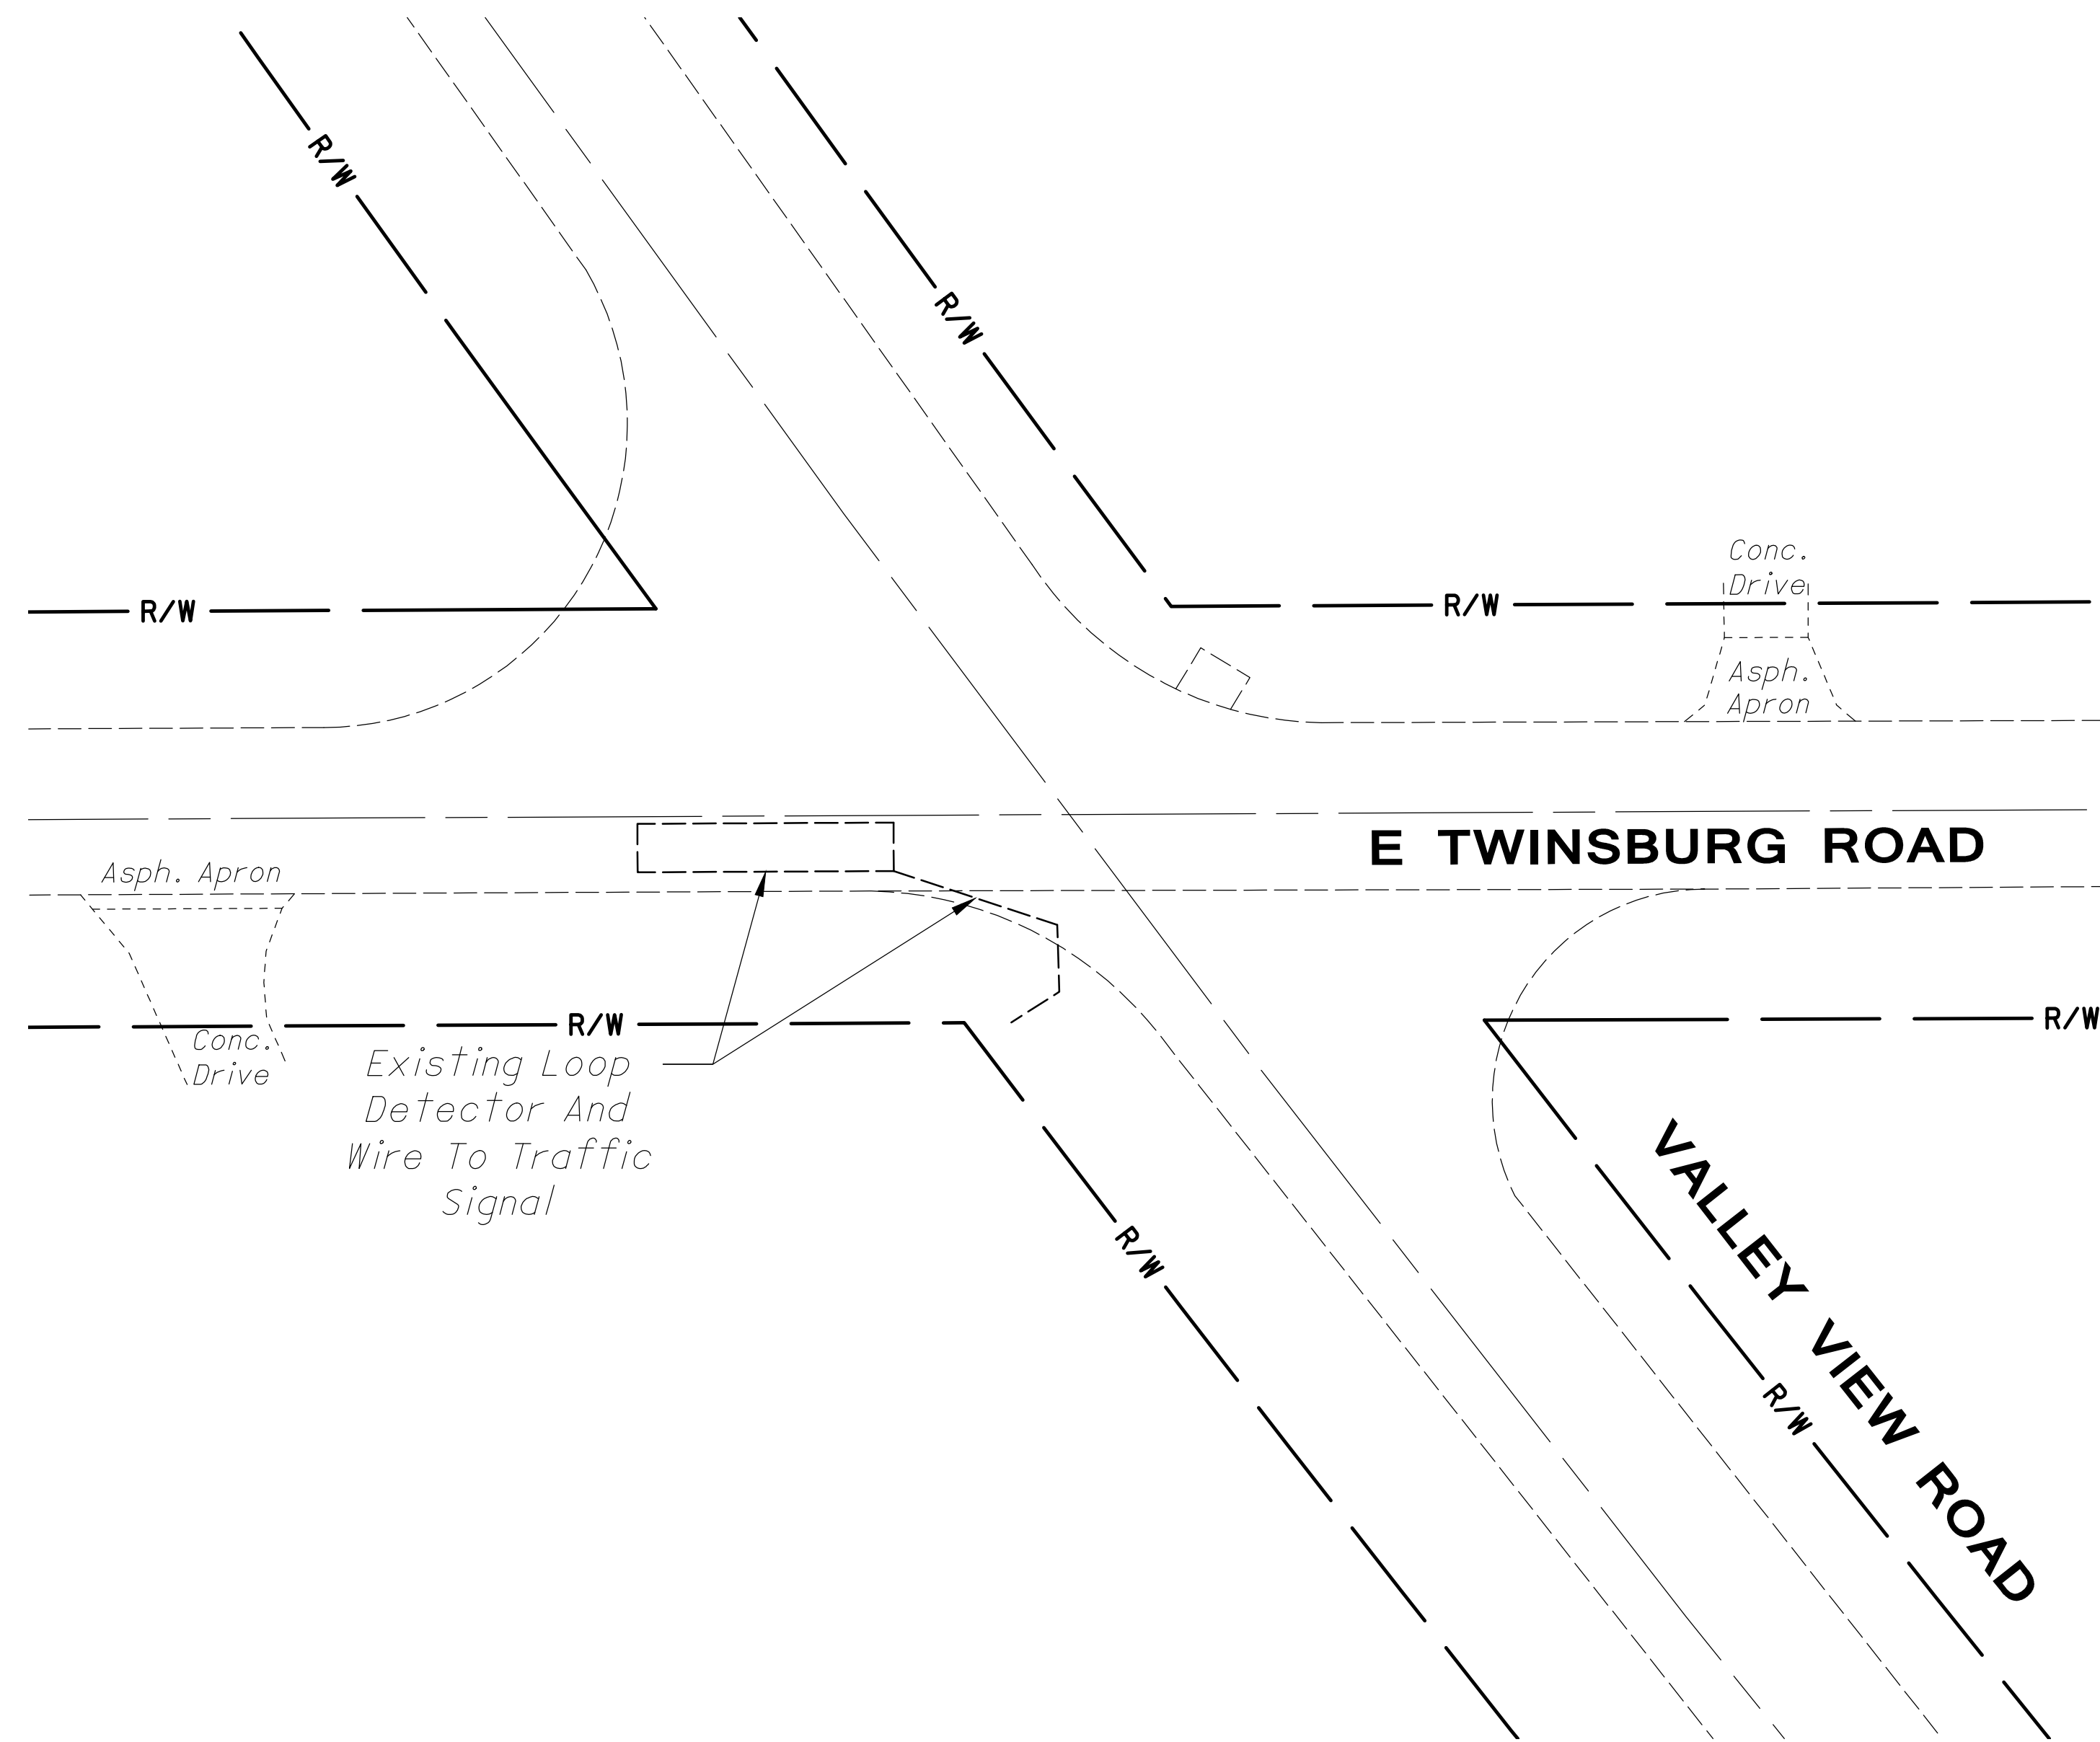 R/W
R/W
Conc.
Drive
R/W
R/W
Asph.
Apron
E TWINSBURG ROAD
Asph. Apron
R/W
R/W
Conc.
Drive
Existing Loop
Detector And
Wire To Traffic
Signal
VALLEY VIEW ROAD
R/W
R/W